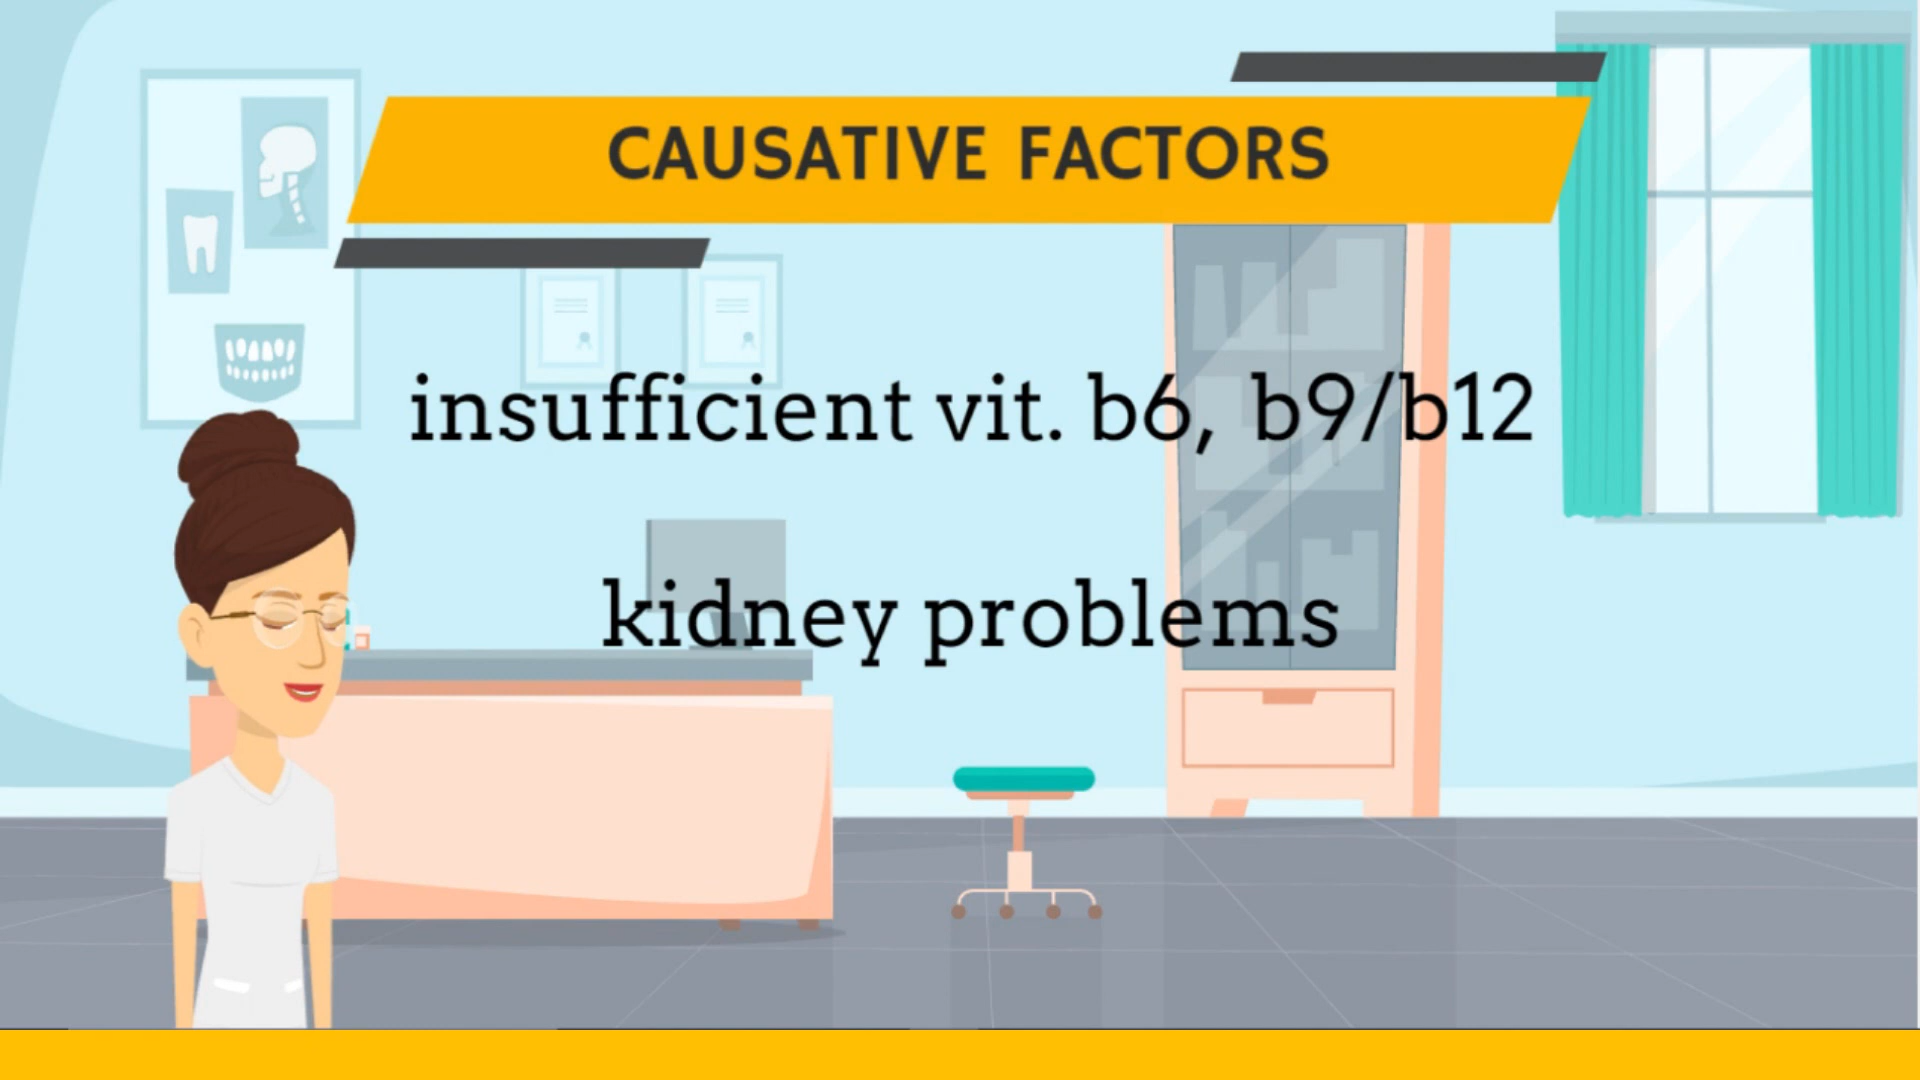 CAUSATIVE FACTORS
insufficient vit. b6, b9/b12
kidney problems